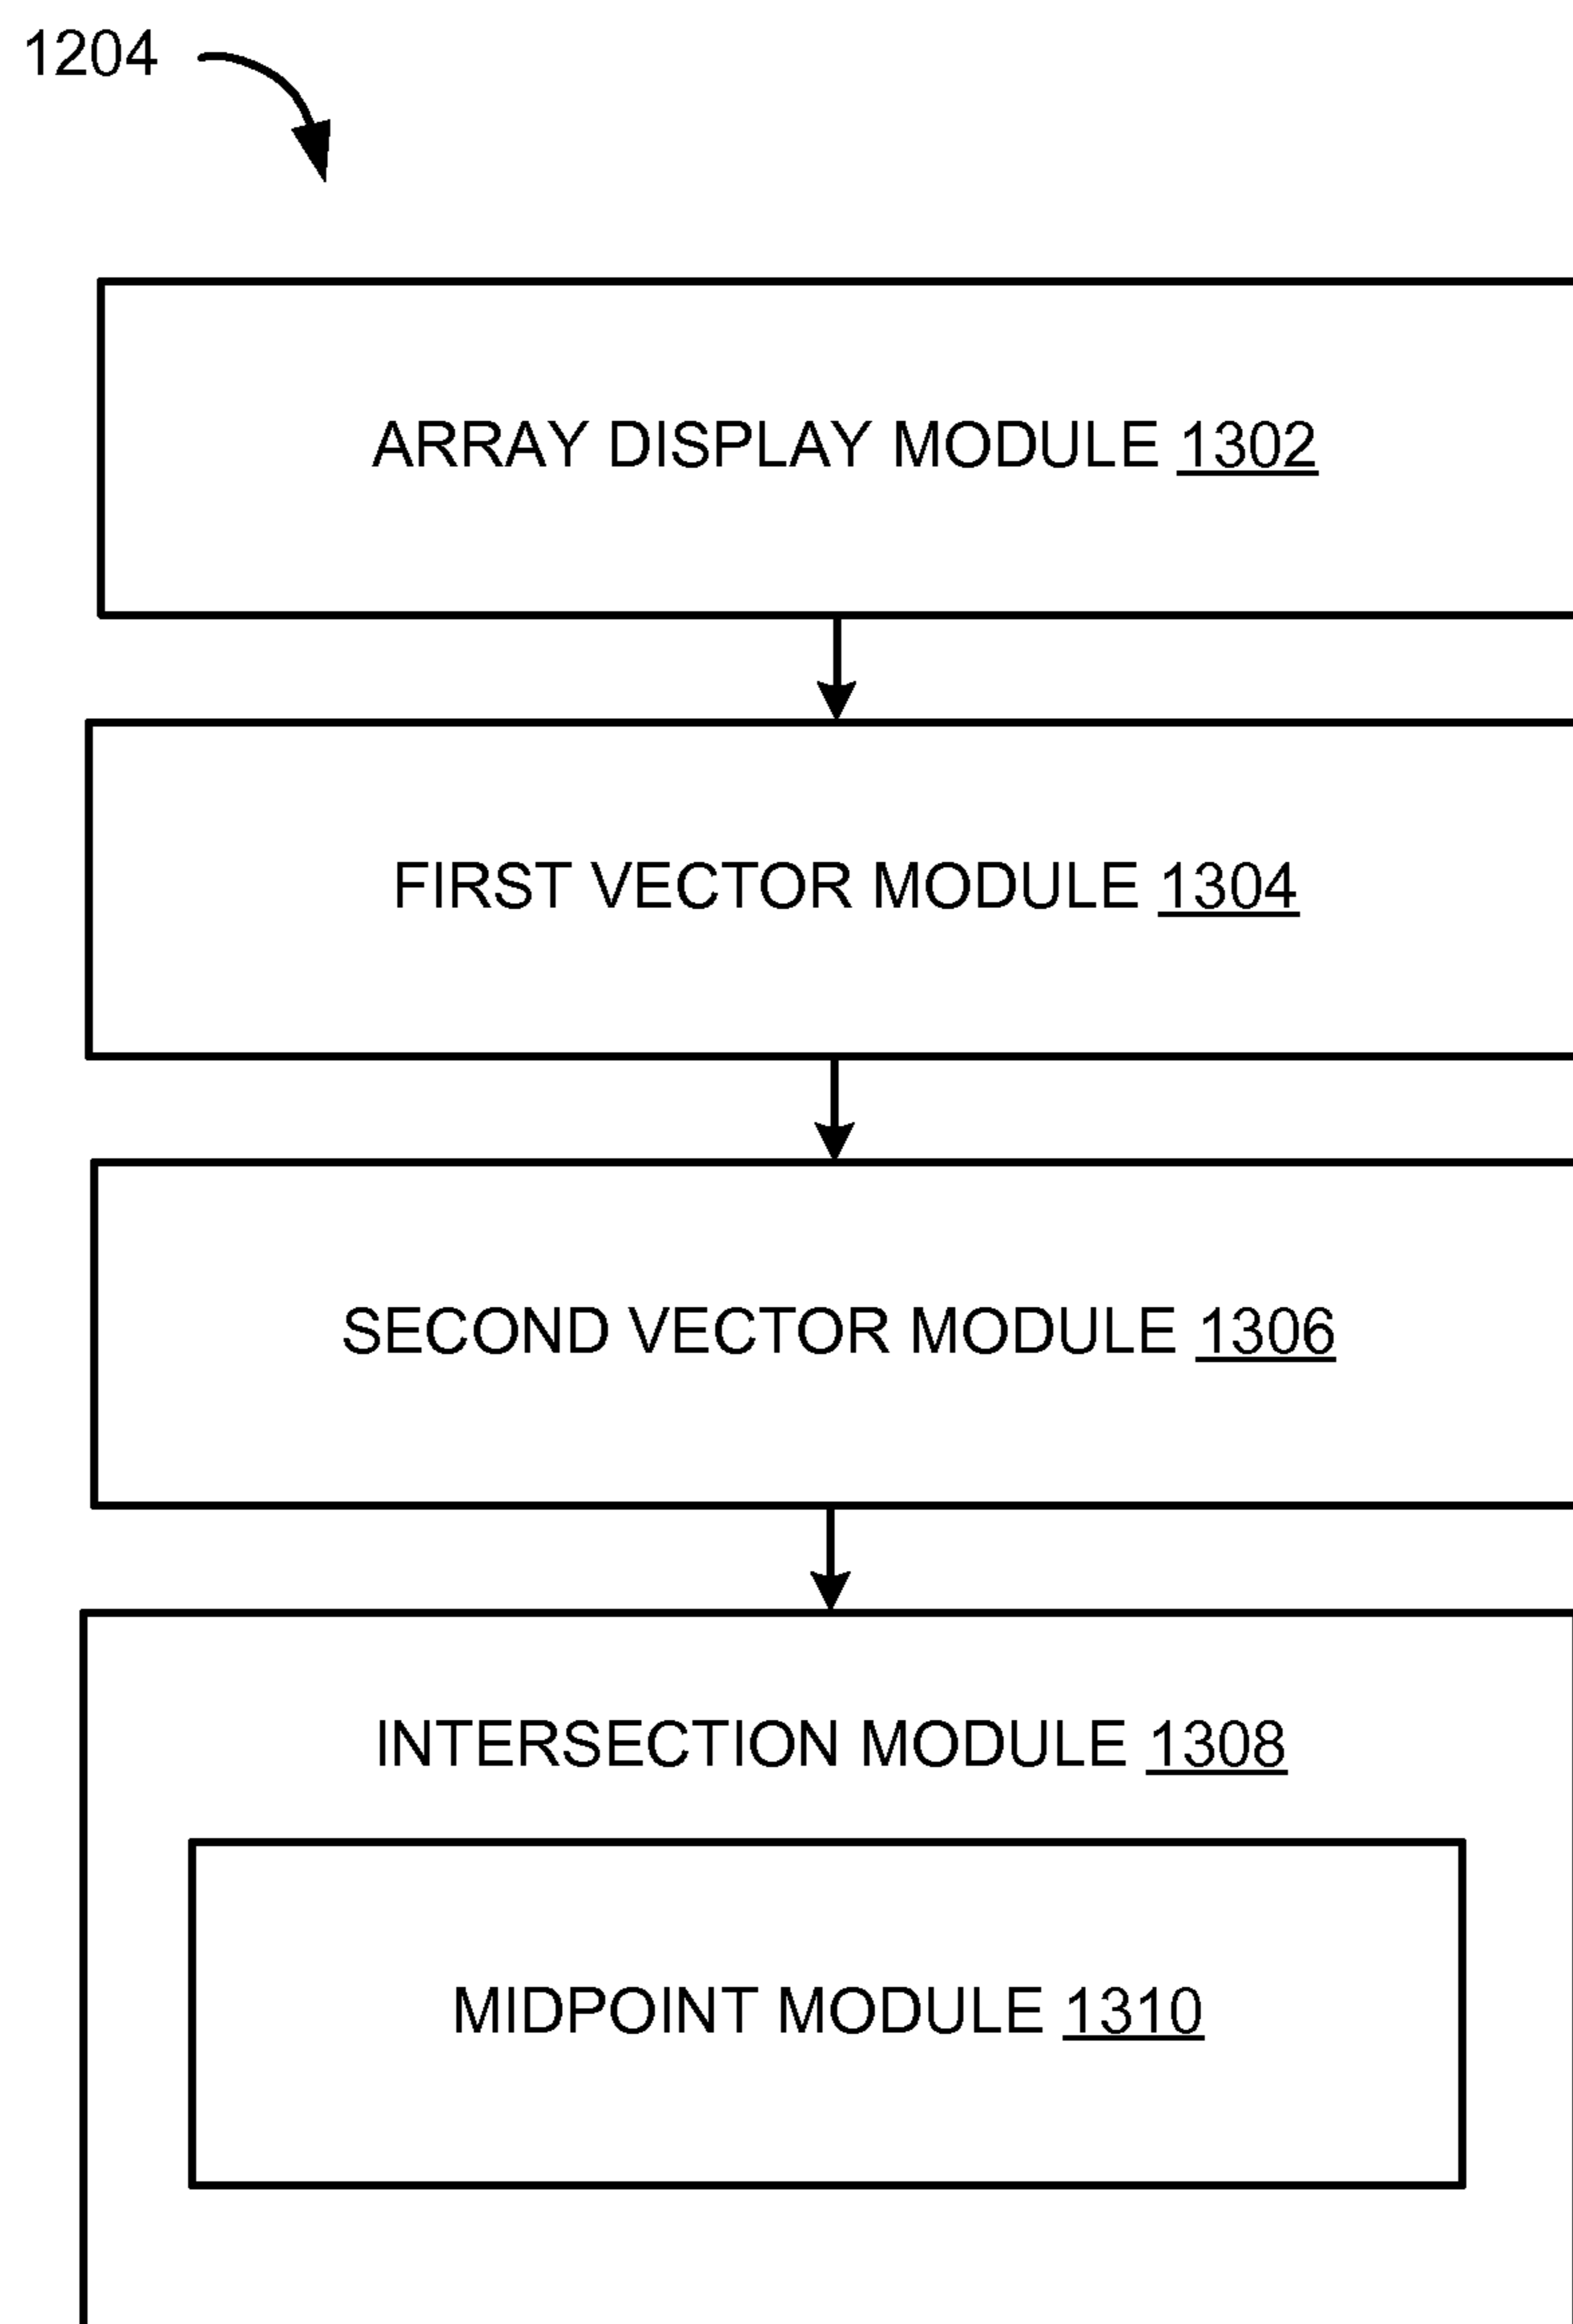 1204
ARRAY DISPLAY MODULE 1302
FIRST VECTOR MODULE 1304
SECOND VECTOR MODULE 1306
INTERSECTION MODULE 1308
MIDPOINT MODULE 1310